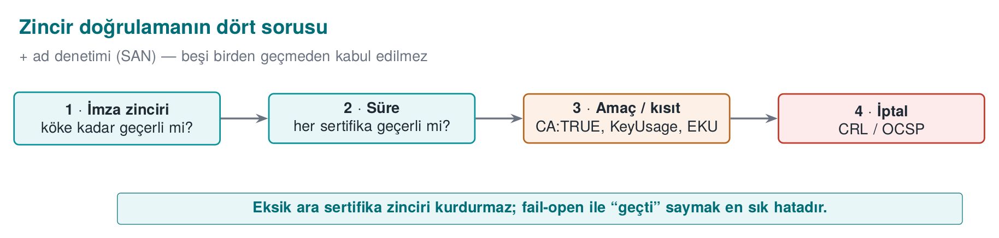 Zincir doğrulamanın dört sorusu
+ ad denetimi (SAN) — beşi birden geçmeden kabul edilmez
1 · İmza zinciri
köke kadar geçerli mi?
2 · Süre
her sertifika geçerli mi?
3 · Amaç / kısıt
CA:TRUE, KeyUsage, EKU
4 · İptal
CRL / OCSP
Eksik ara sertifika zinciri kurdurmaz; fail-open ile “geçti” saymak en sık hatadır.